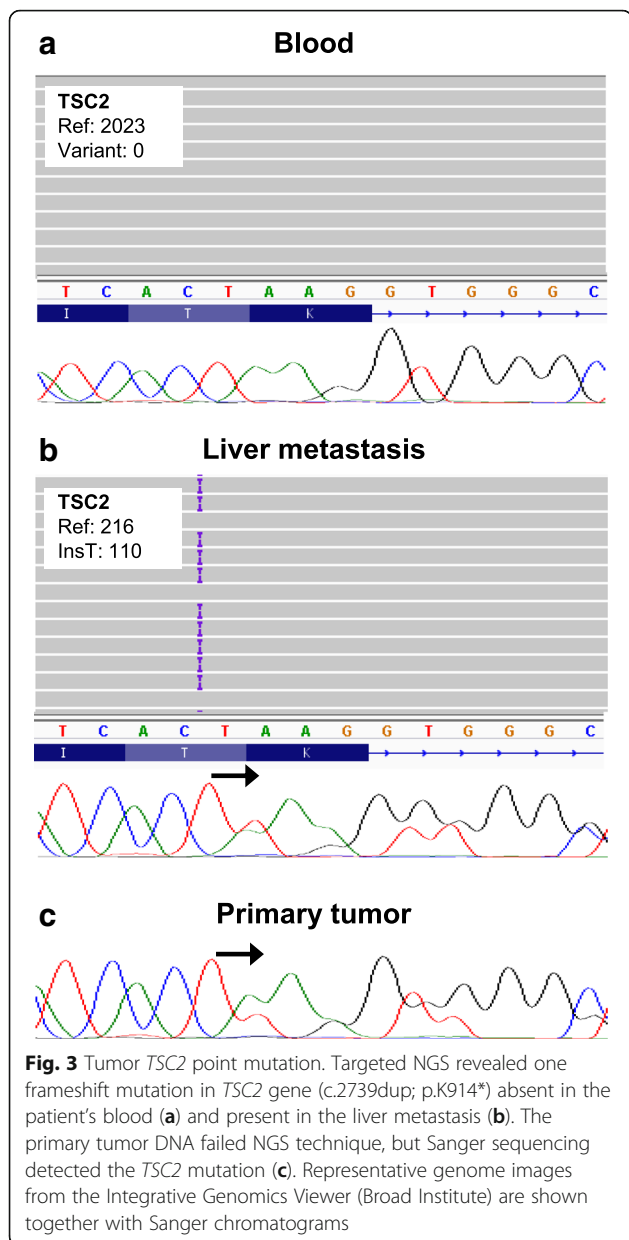 a
Blood
TSC2
Ref: 2023
Variant: 0
T C A C T A A G G T G G G C
I T K
b
Liver metastasis
TSC2
Ref: 216
InsT: 110
T C A C T A A G G T G G G C
I T K
c
Primary tumor
Fig. 3 Tumor TSC2 point mutation. Targeted NGS revealed one
frameshift mutation in TSC2 gene (c.2739dup; p.K914*) absent in the
patient's blood (a) and present in the liver metastasis (b). The
primary tumor DNA failed NGS technique, but Sanger sequencing
detected the TSC2 mutation (c). Representative genome images
from the Integrative Genomics Viewer (Broad Institute) are shown
together with Sanger chromatograms